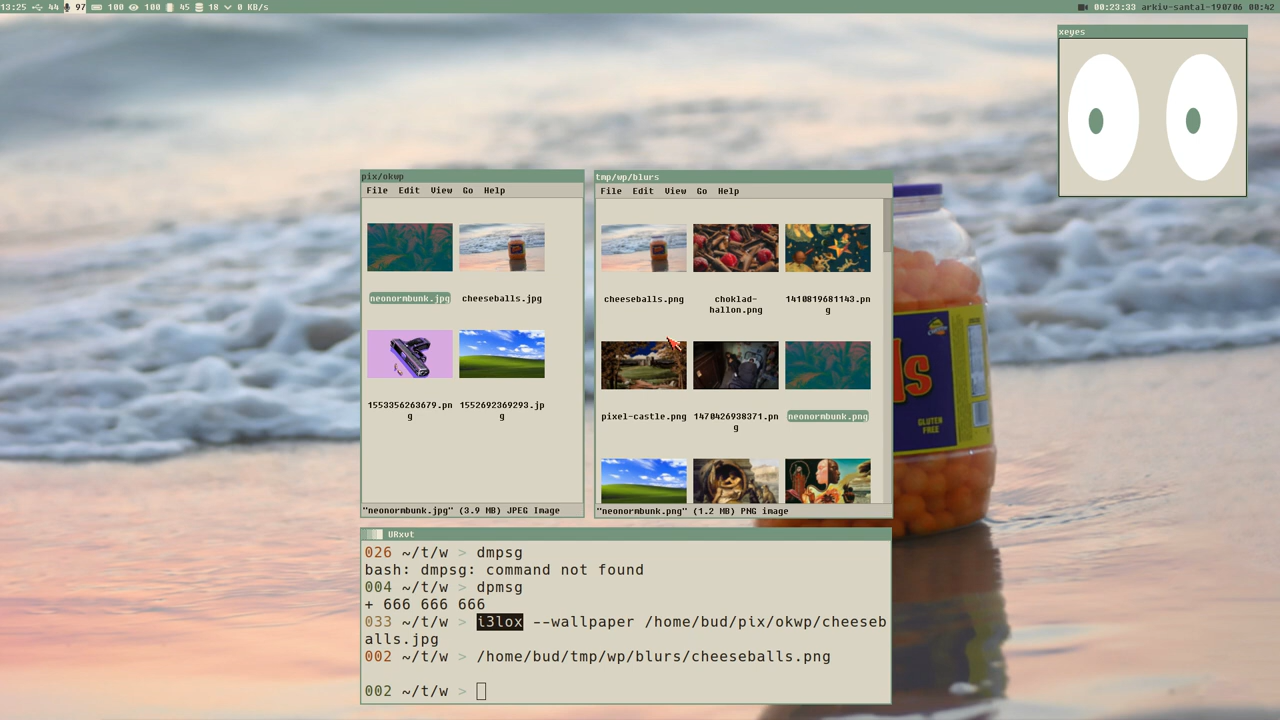 13:25 44 97 100 100 45 18 0 KB/s
00:23:33 arkiv-samtal-190706 00:42
xeyes
pix/okwp
File Edit View Go Help
neonormbunk.jpg cheeseballs.jpg
1553356263679.pn
g
1552692369293.jp
g
"neonormbunk.jpg" (3.9 MB) JPEG Image
tmp/wp/blurs
File Edit View Go Help
cheeseballs.png
choklad-
hallon.png
1410819681143.pn
g
pixel-castle.png
1470426938371.pn
g
neonormbunk.png
"neonormbunk.png" (1.2 MB) PNG image
ls
GLUTEN
FREE
URxvt
026 ~/t/w > dmpsg
bash: dmpsg: command not found
004 ~/t/w > dpmsg
+ 666 666 666
033 ~/t/w > i3lox --wallpaper /home/bud/pix/okwp/cheeseb
alls.jpg
002 ~/t/w > /home/bud/tmp/wp/blurs/cheeseballs.png
002 ~/t/w >